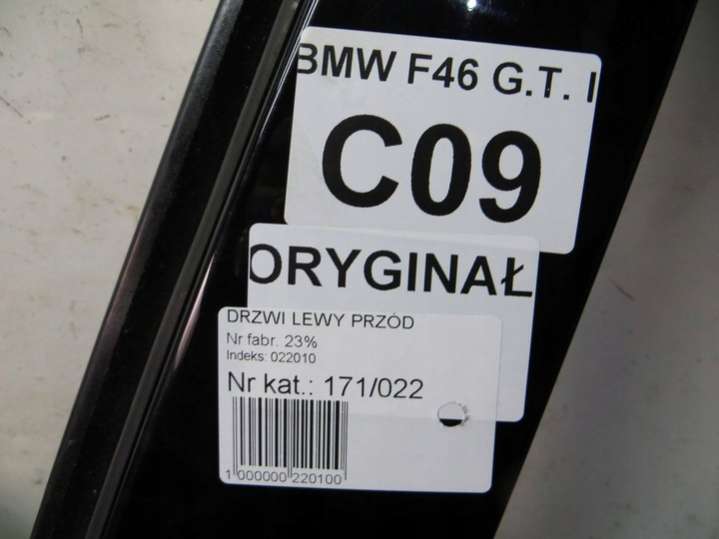 BMW F46 G.T. I
C09
ORYGINAŁ
DRZWI LEWY PRZÓD
Nr fabr. 23%
Indeks: 022010
Nr kat.: 171/022
1 000000 220100